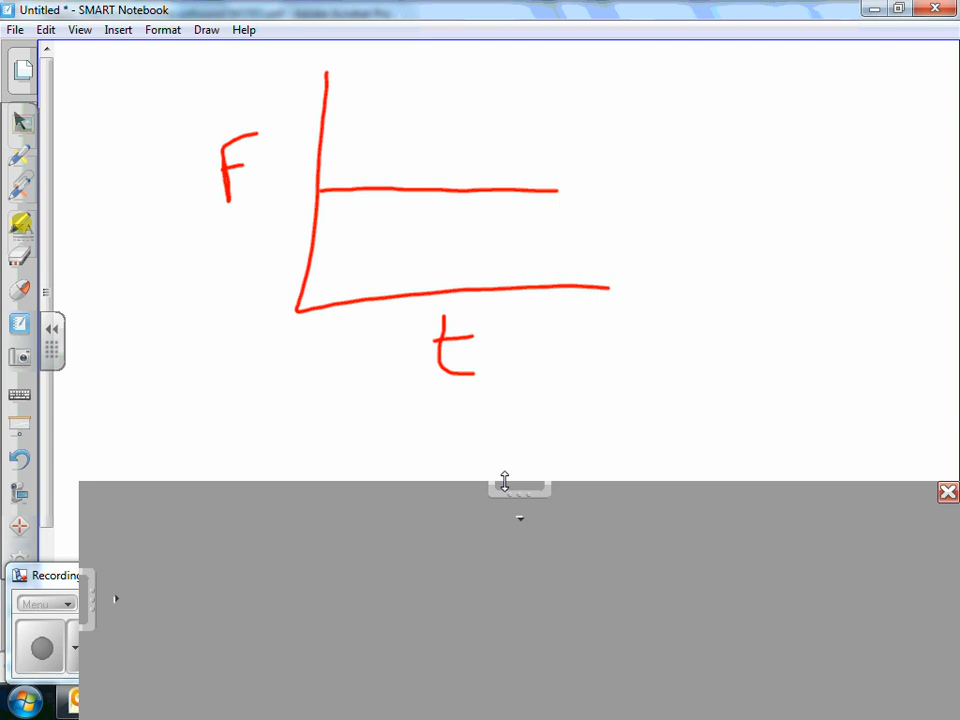 Untitled * - SMART Notebook
File Edit View Insert Format Draw Help
F
t
Recording
Menu